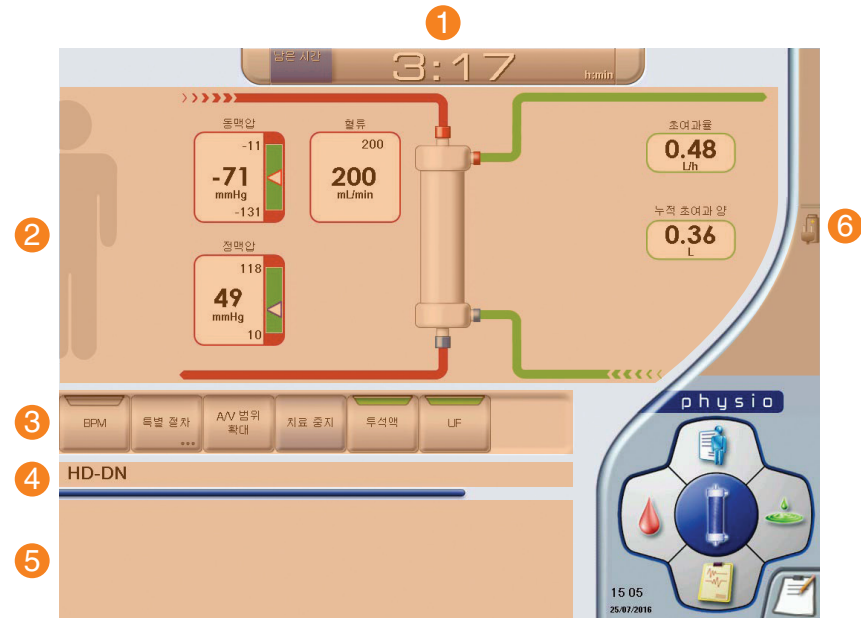 1
남은 시간
3:17
h:min
동맥압
혈류
초여과율
-11
200
0.48
L/h
-71
mmHg
200
mL/min
-131
누적 초여과 양
2
6
정맥압
0.36
L
118
49
mmHg
10
3
BPM
특별 절차
...
A/V 범위
확대
치료 중지
투석액
UF
physio
4
HD-DN
5
15 05
25/07/2016